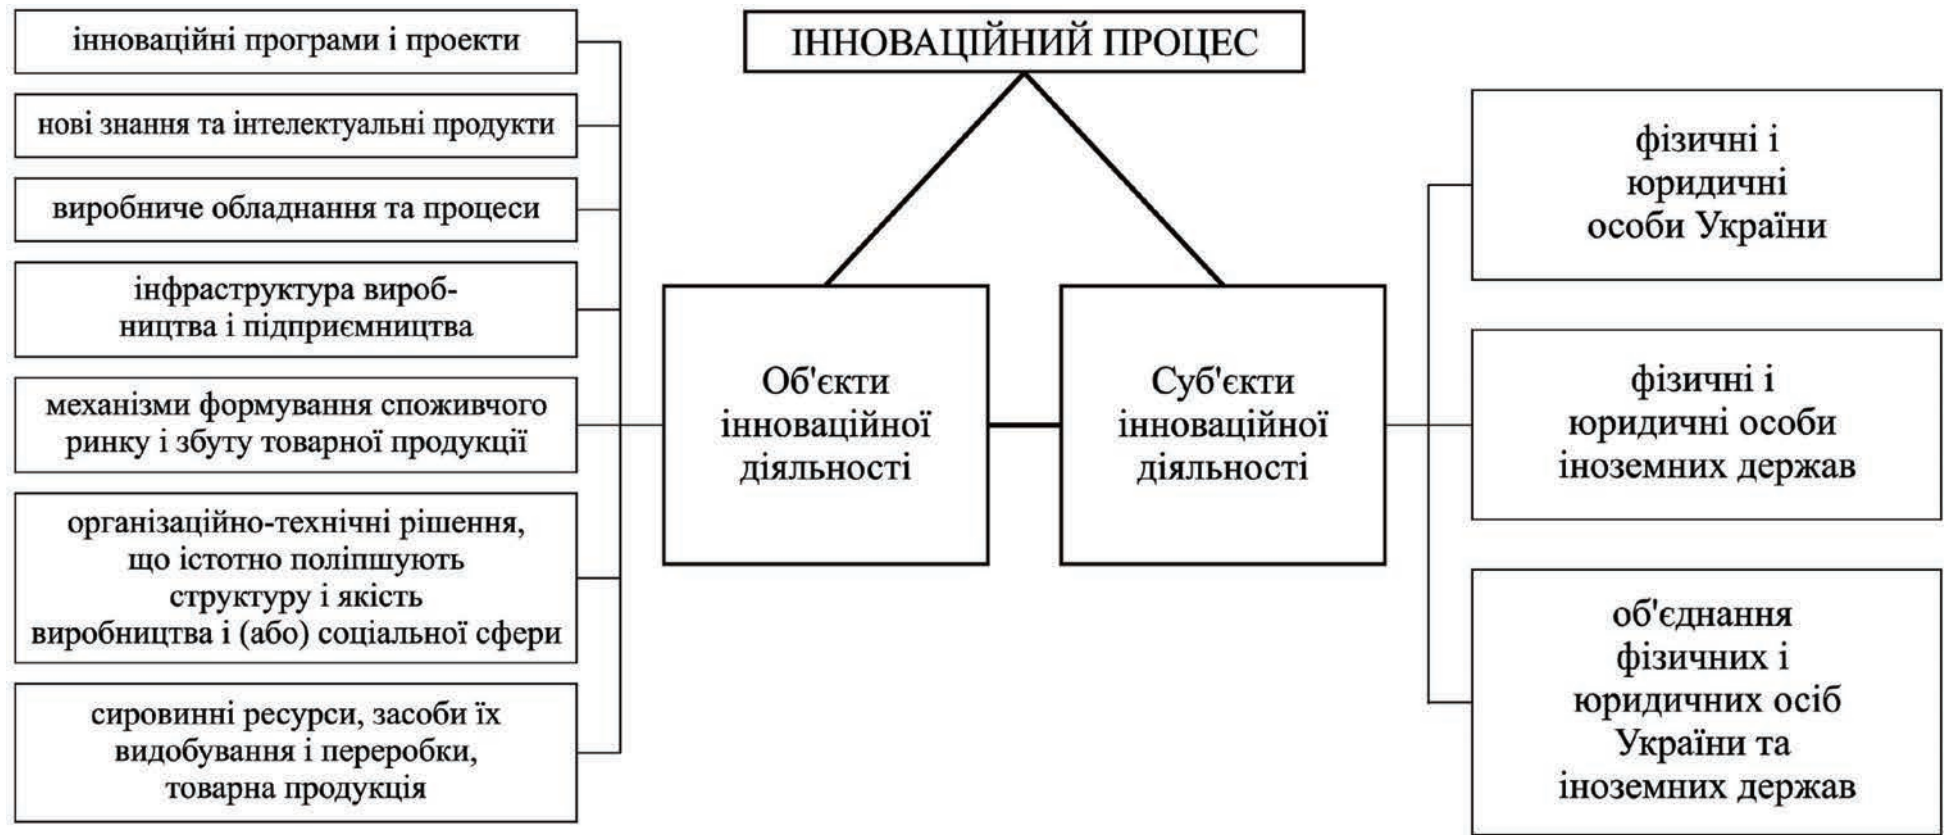 ІННОВАЦІЙНИЙ ПРОЦЕС
інноваційні програми і проекти
нові знання та інтелектуальні продукти
виробниче обладнання та процеси
інфраструктура вироб-
ництва і підприємництва
механізми формування споживчого
ринку і збуту товарної продукції
організаційно-технічні рішення,
що істотно поліпшують
структуру і якість
виробництва і (або) соціальної сфери
сировинні ресурси, засоби їх
видобування і переробки,
товарна продукція
Об'єкти
інноваційної
діяльності
Суб'єкти
інноваційної
діяльності
фізичні і
юридичні
особи України
фізичні і
юридичні особи
іноземних держав
об'єднання
фізичних і
юридичних осіб
України та
іноземних держав